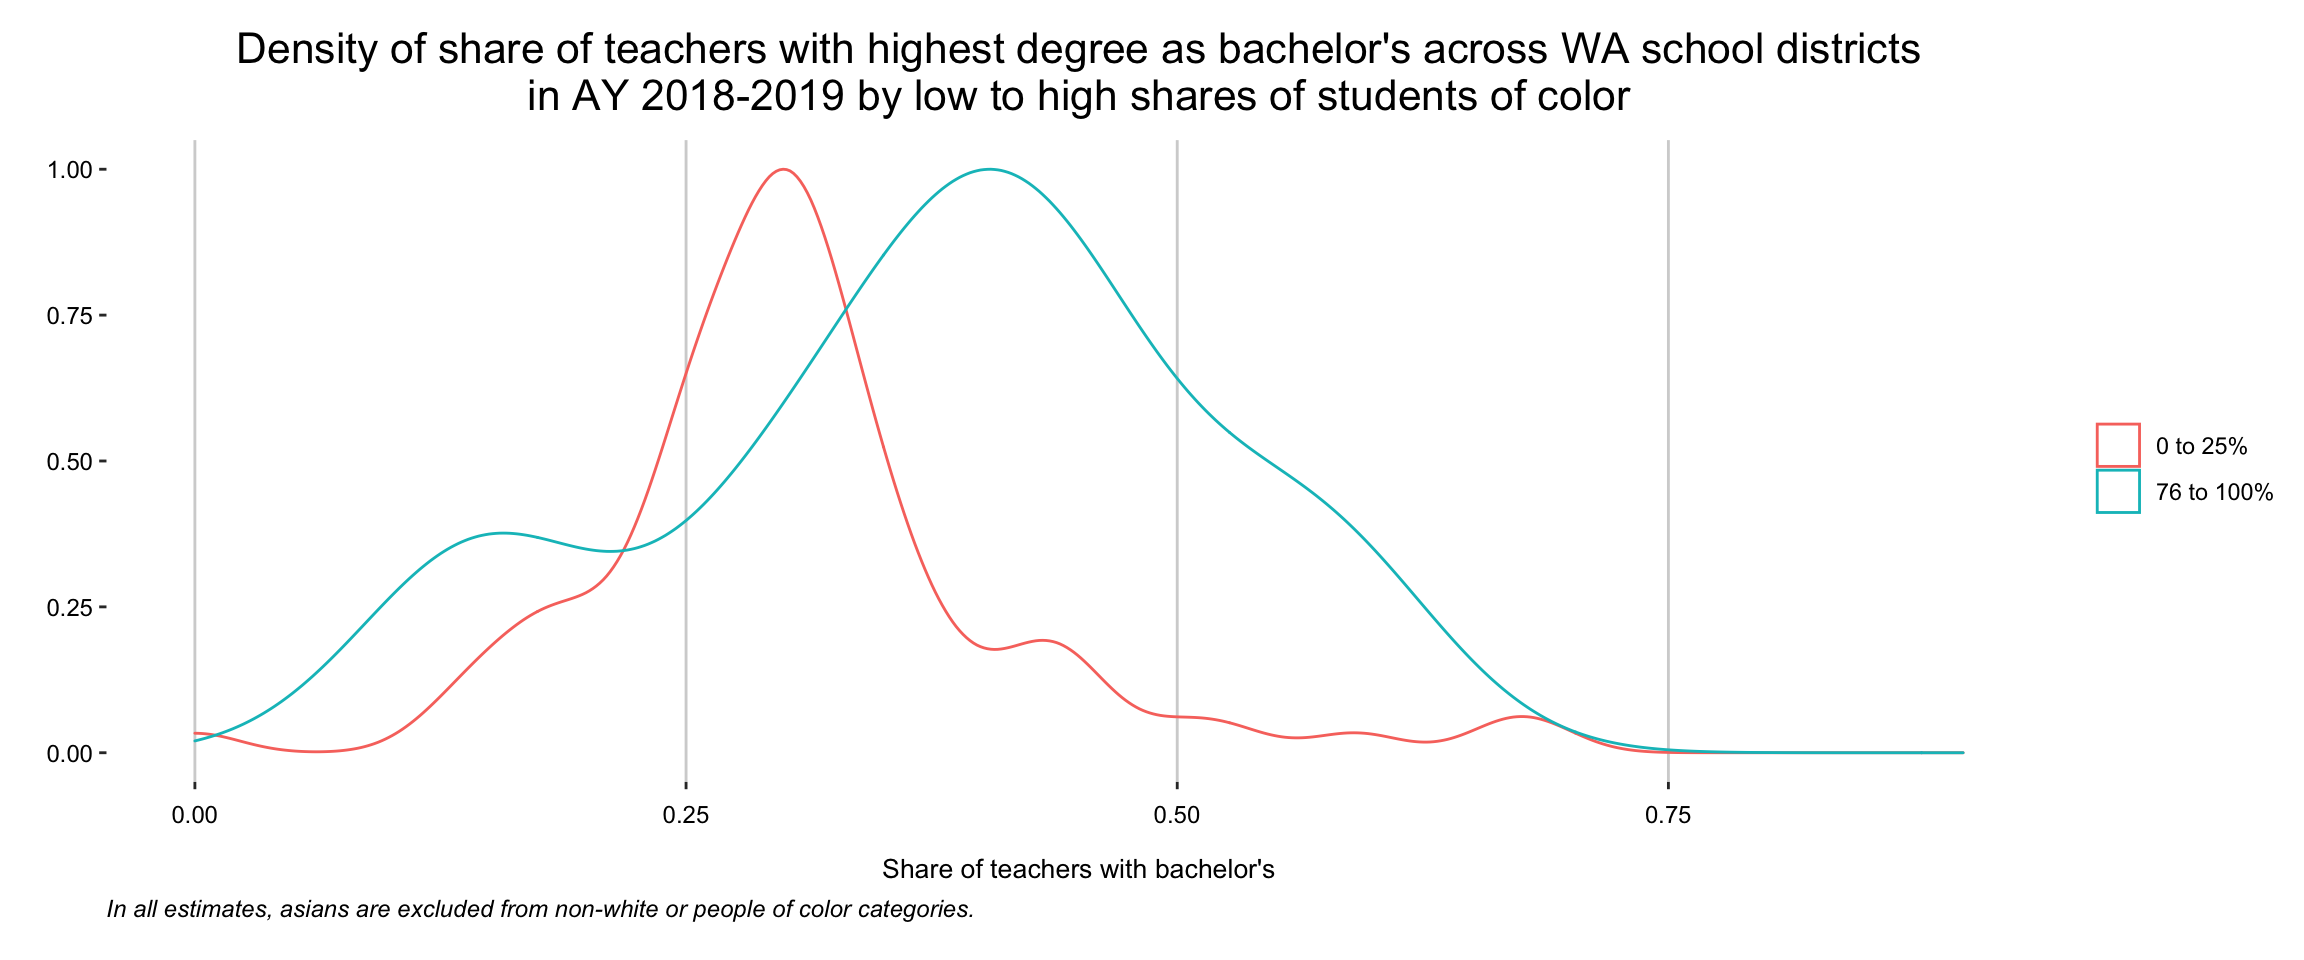 Density of share of teachers with highest degree as bachelor's across WA school districts
in AY 2018-2019 by low to high shares of students of color
1.00
0.75
0.50
0.25
0.00
0.00
0.25
0.50
0.75
Share of teachers with bachelor's
In all estimates, asians are excluded from non-white or people of color categories.
0 to 25%
76 to 100%